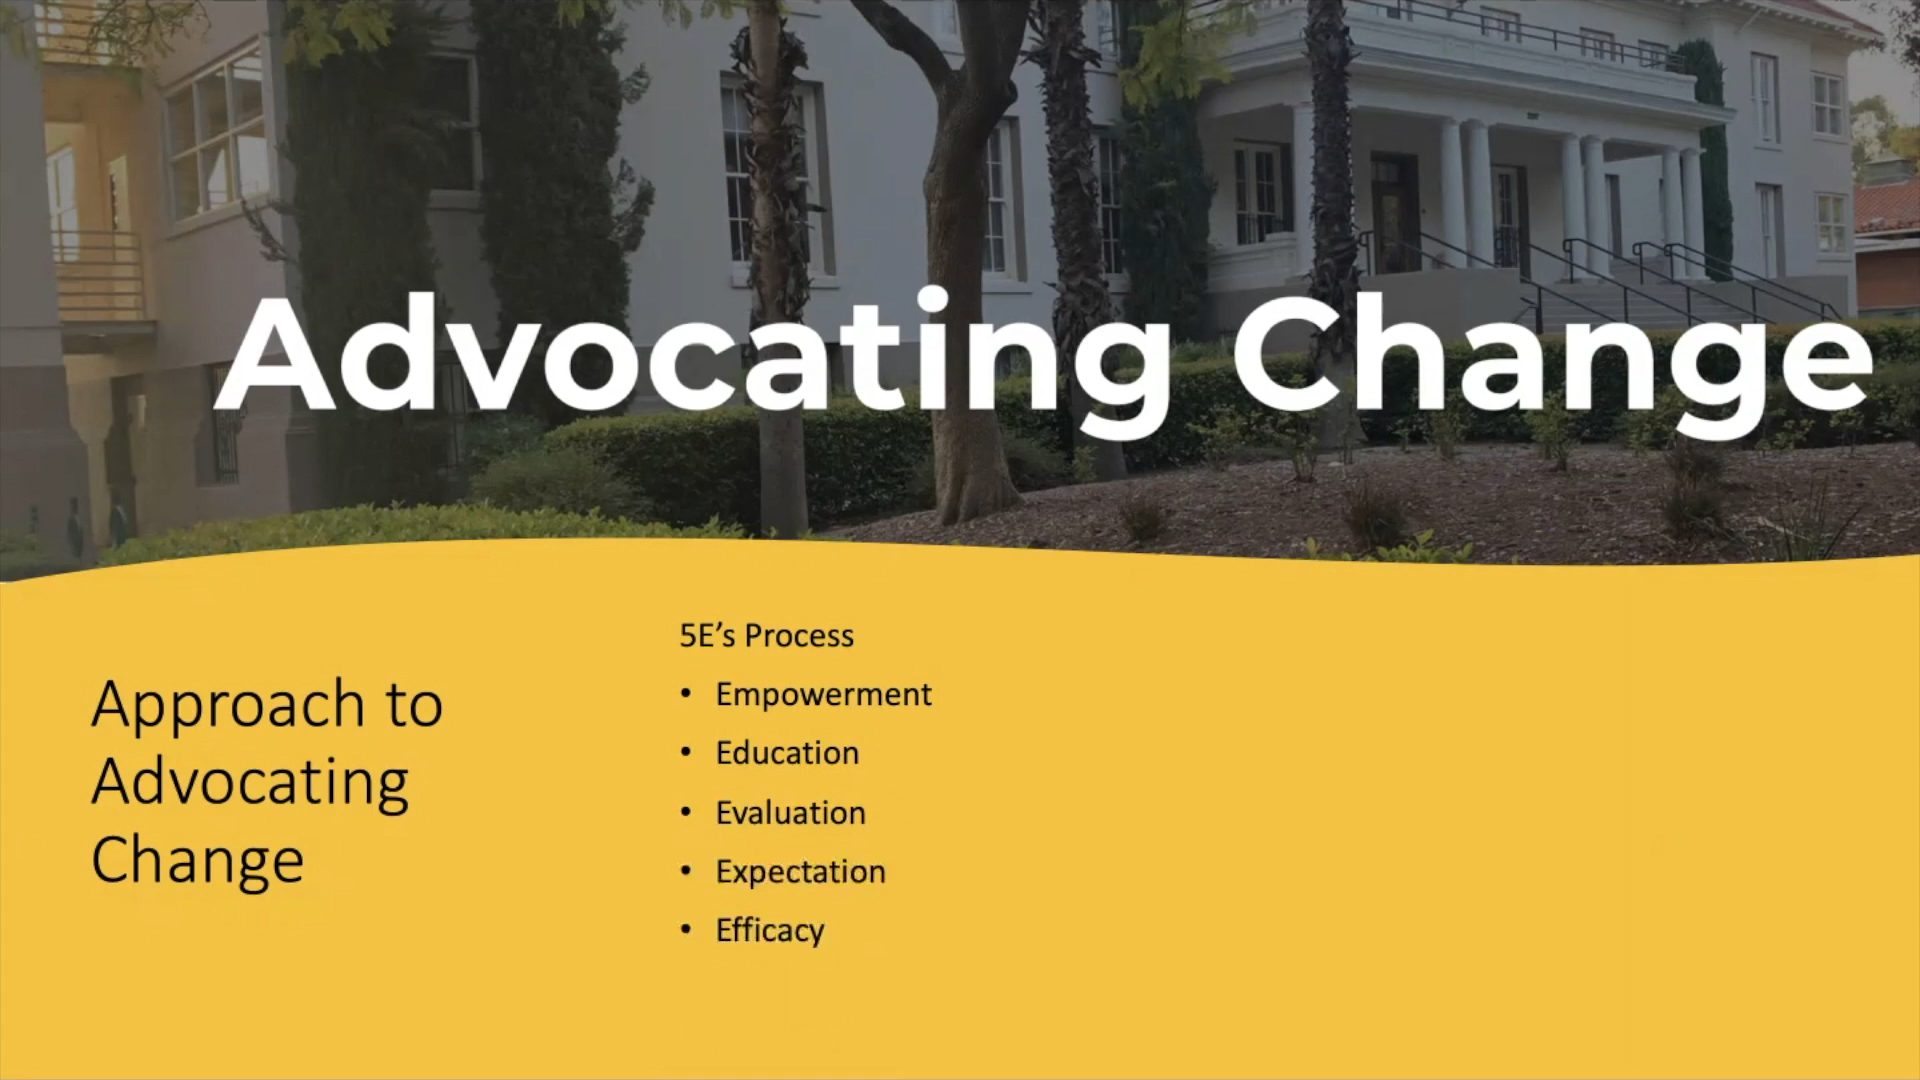 Advocating Change
Approach to
Advocating
Change
5E’s Process
• Empowerment
• Education
• Evaluation
• Expectation
• Efficacy